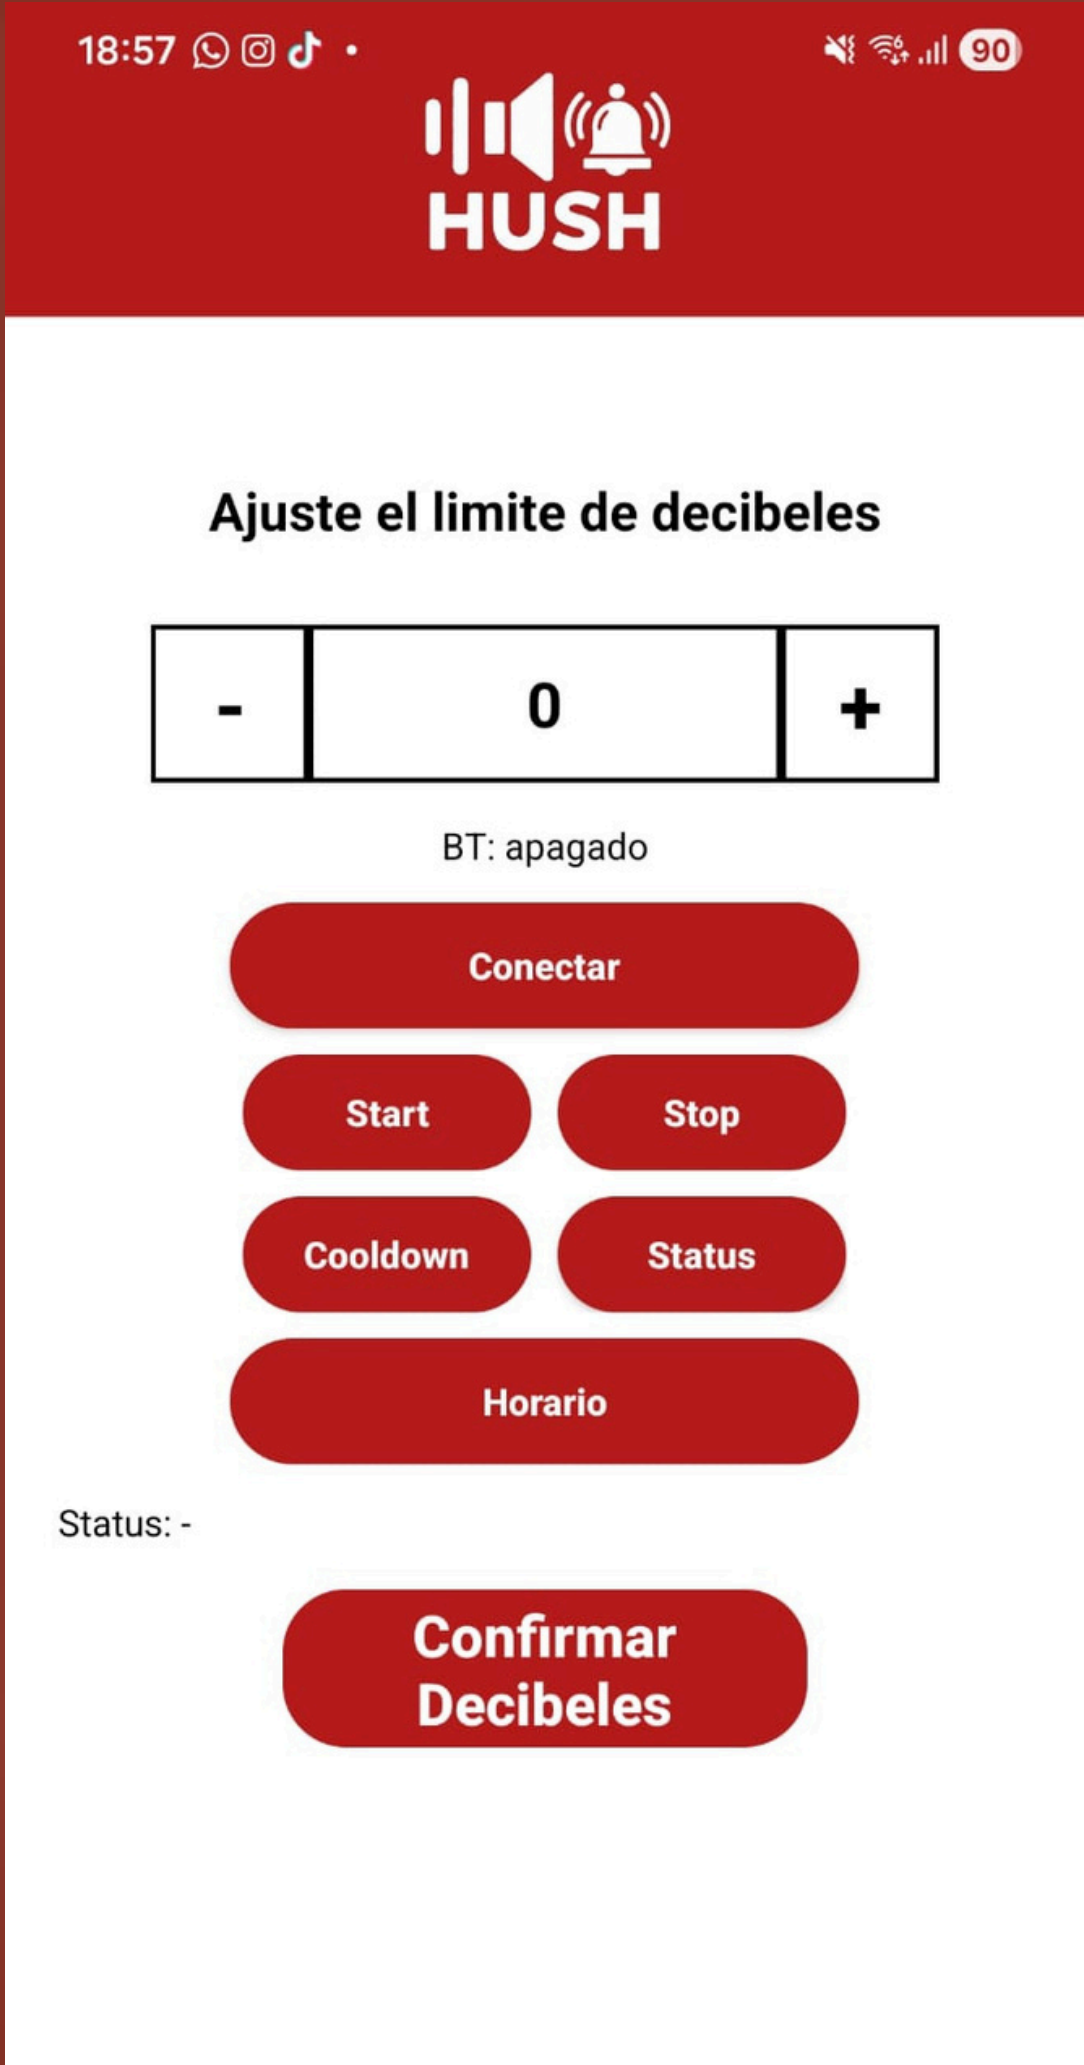 18:57
90
HUSH
Ajuste el limite de decibeles
- 0 +
BT: apagado
Conectar
Start Stop
Cooldown Status
Horario
Status: -
Confirmar
Decibeles